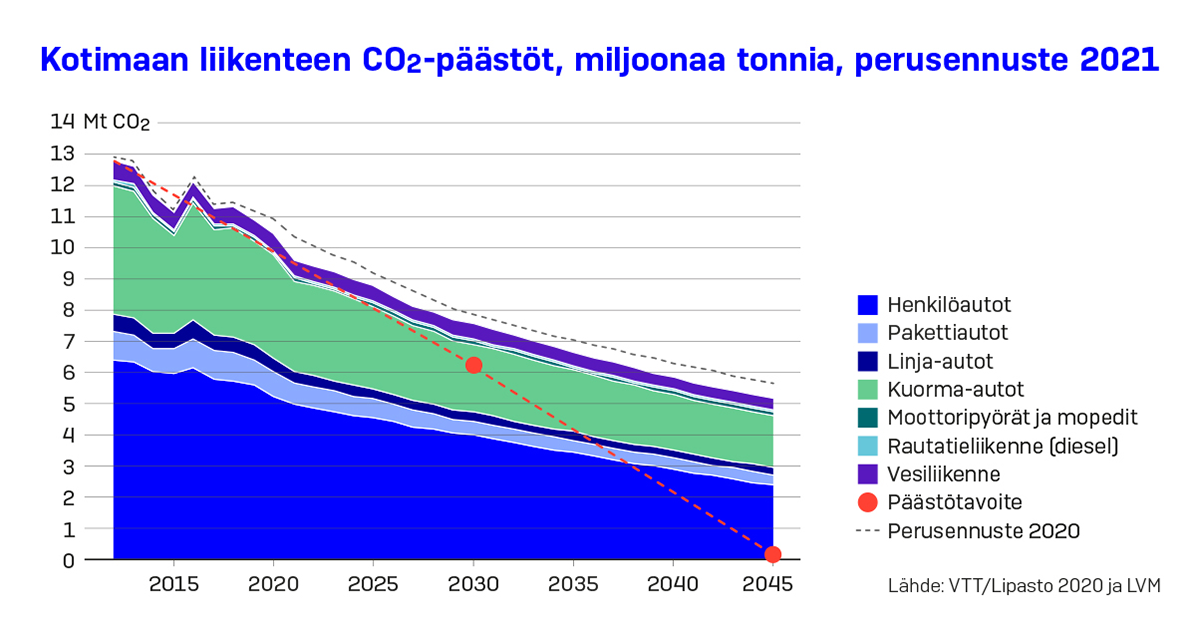 Kotimaan liikenteen CO₂-päästöt, miljoonaa tonnia, perusennuste 2021
14 Mt CO₂
13
12
11
10
9
8
7
6
5
4
3
2
1
0
2015 2020 2025 2030 2035 2040 2045
Henkilöautot
Pakettiautot
Linja-autot
Kuorma-autot
Moottoripyörät ja mopedit
Rautatieliikenne (diesel)
Vesiliikenne
Päästötavoite
Perusennuste 2020
Lähde: VTT/Lipasto 2020 ja LVM